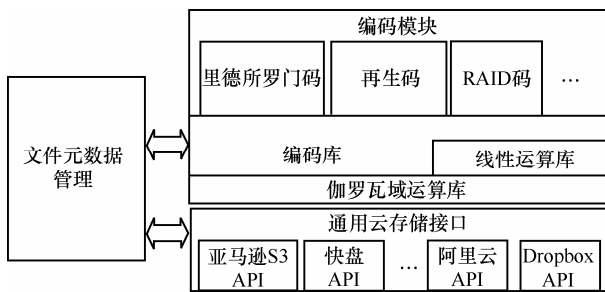 编码模块
里德所罗门码
再生码
RAID码
…
文件元数据
管理
编码库
线性运算库
伽罗瓦域运算库
通用云存储接口
亚马逊S3
API
快盘
API
…
阿里云
API
Dropbox
API